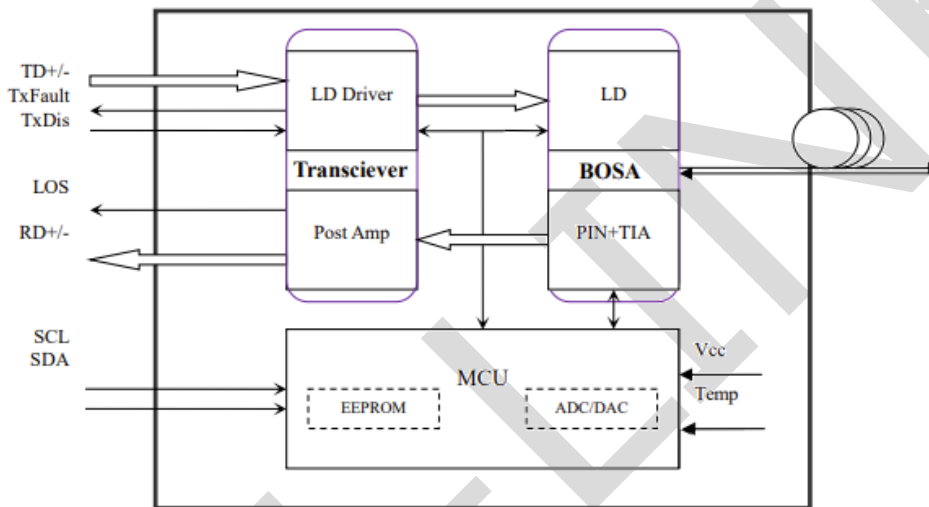 TD+/-
TxFault
TxDis
LOS
RD+/-
SCL
SDA
LD Driver
Transciever
Post Amp
LD
BOSA
PIN+TIA
MCU
EEPROM
ADC/DAC
Vcc
Temp